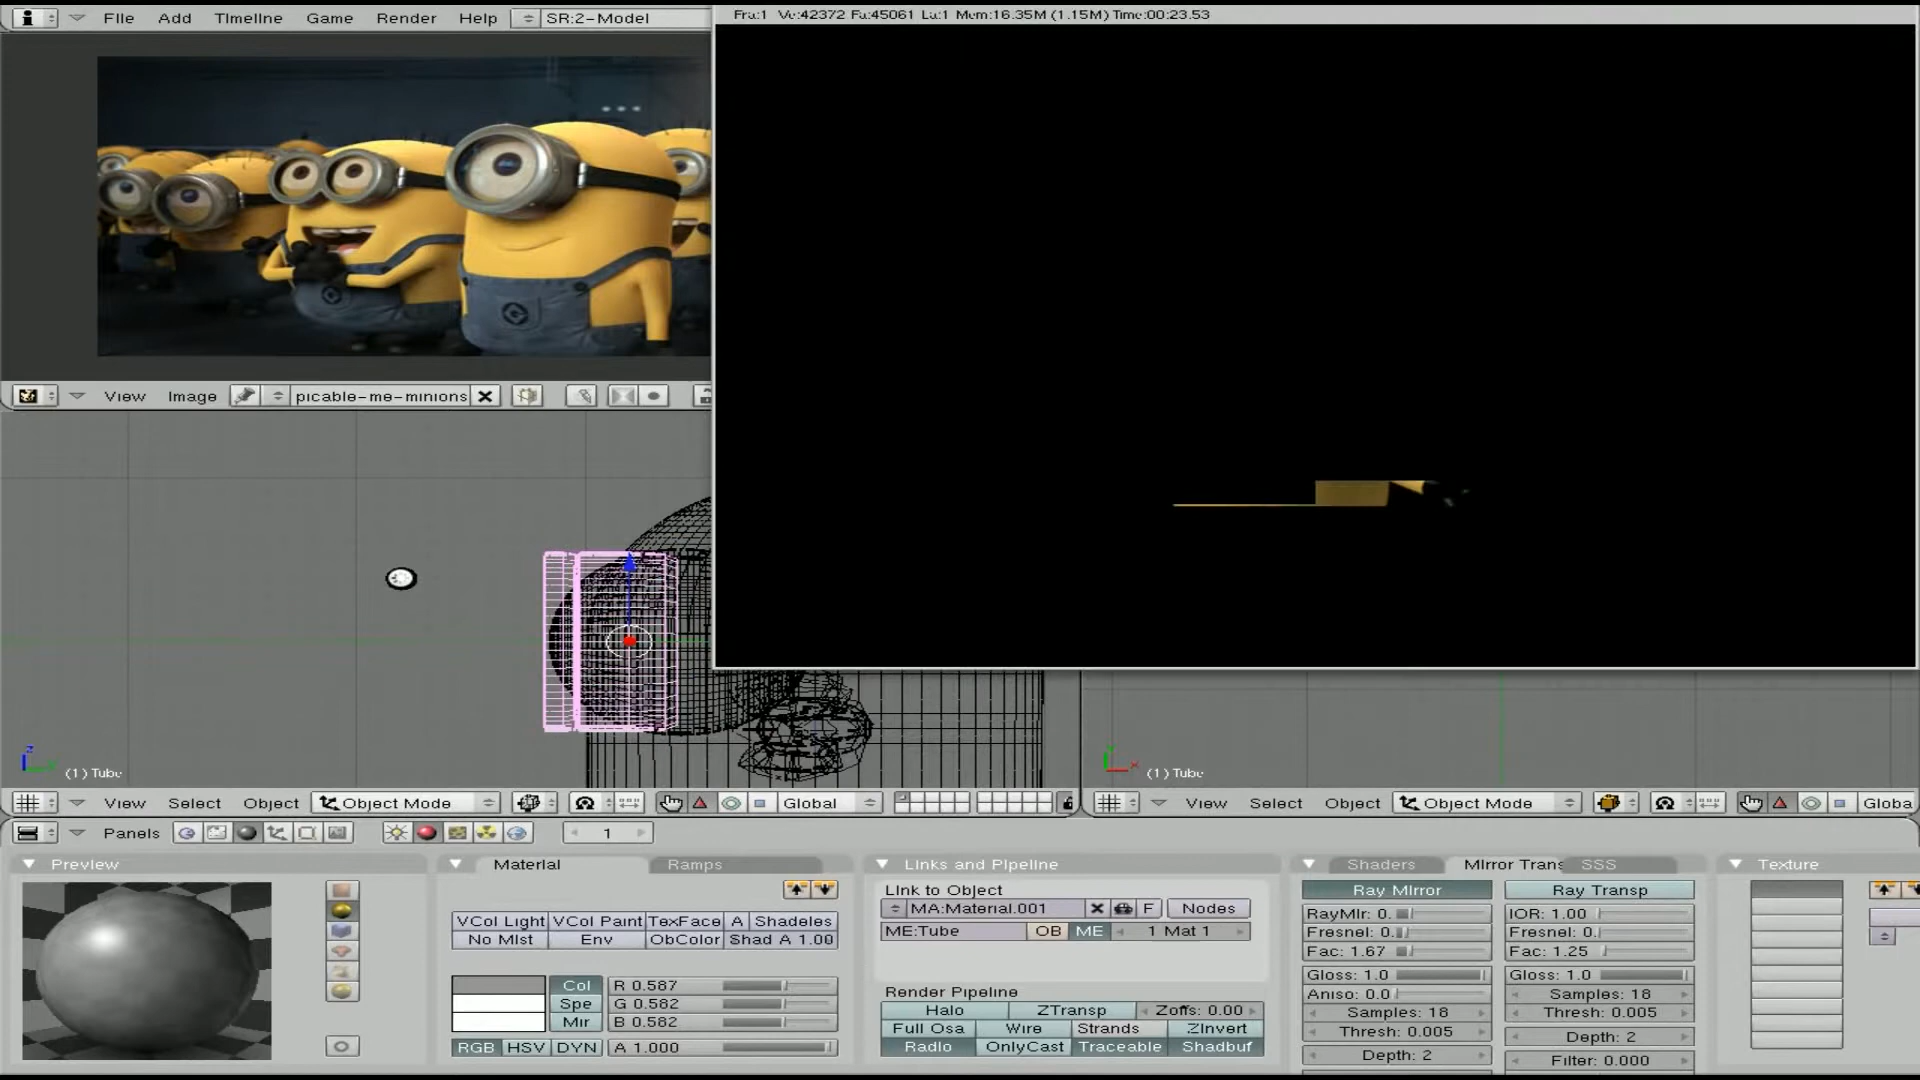 File Add Timeline Game Render Help SR:2-Model
Fra:1 Ve:42372 Fa:45061 La:1 Mem:16.35M (1.15M) Time:00:23.53
View Image picable-me-minions
(1) Tube
(1) Tube
View Select Object Object Mode Global
View Select Object Object Mode Globa
Panels 1
Preview
Material Ramps
VCol Light VCol Paint TexFace A Shadeless
No Mist Env ObColor Shad A 1.00
Col R 0.587
Spe G 0.582
Mir B 0.582
RGB HSV DYN A 1.000
Links and Pipeline
Link to Object
MA:Material.001 F Nodes
ME:Tube OB ME 1 Mat 1
Render Pipeline
Halo ZTransp Zoffs: 0.00
Full Osa Wire Strands ZInvert
Radio OnlyCast Traceable Shadbuf
Shaders Mirror Trans SSS
Ray Mirror Ray Transp
RayMir: 0. IOR: 1.00
Fresnel: 0. Fresnel: 0.
Fac: 1.67 Fac: 1.25
Gloss: 1.0 Gloss: 1.0
Aniso: 0.0 Samples: 18
Samples: 18 Thresh: 0.005
Thresh: 0.005 Depth: 2
Depth: 2 Filter: 0.000
Texture